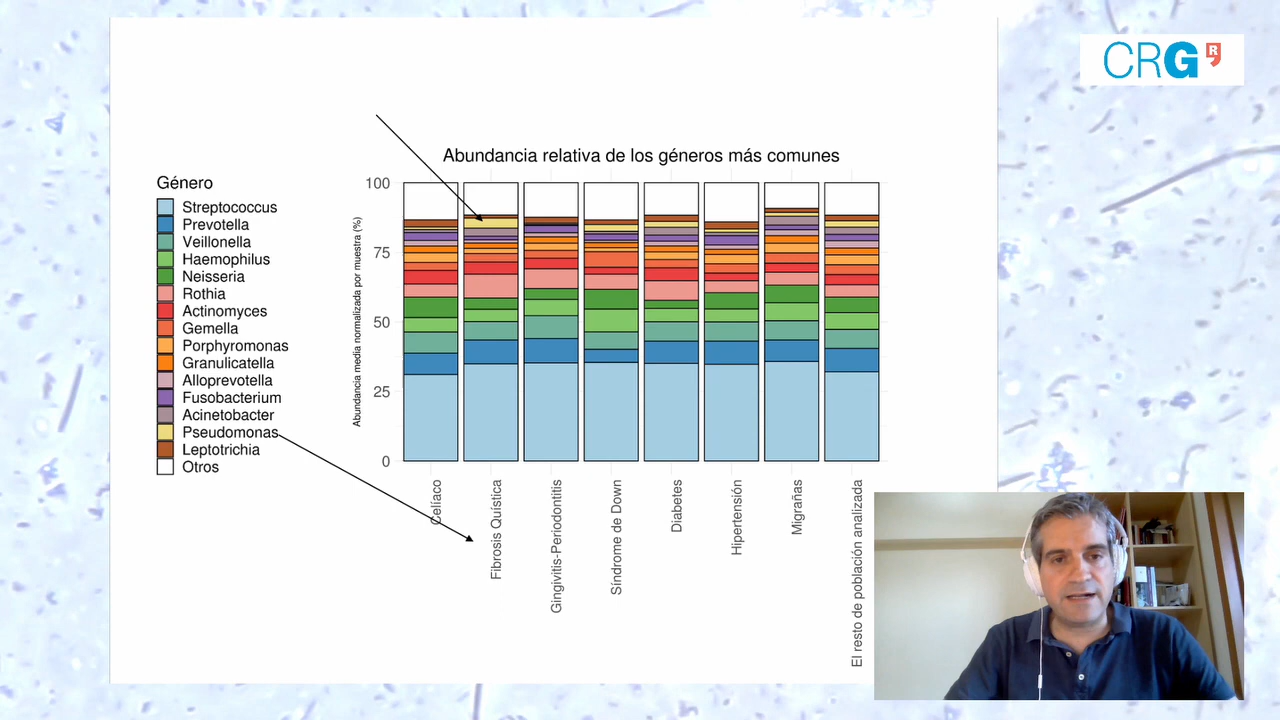 CRG
R
Abundancia relativa de los géneros más comunes
Género
Streptococcus
Prevotella
Veillonella
Haemophilus
Neisseria
Rothia
Actinomyces
Gemella
Porphyromonas
Granulicatella
Alloprevotella
Fusobacterium
Acinetobacter
Pseudomonas
Leptotrichia
Otros
Abundancia media normalizada por muestra (%)
100
75
50
25
0
Celíaco
Fibrosis Quística
Gingivitis-Periodontitis
Síndrome de Down
Diabetes
Hipertensión
Migrañas
El resto de población analizada